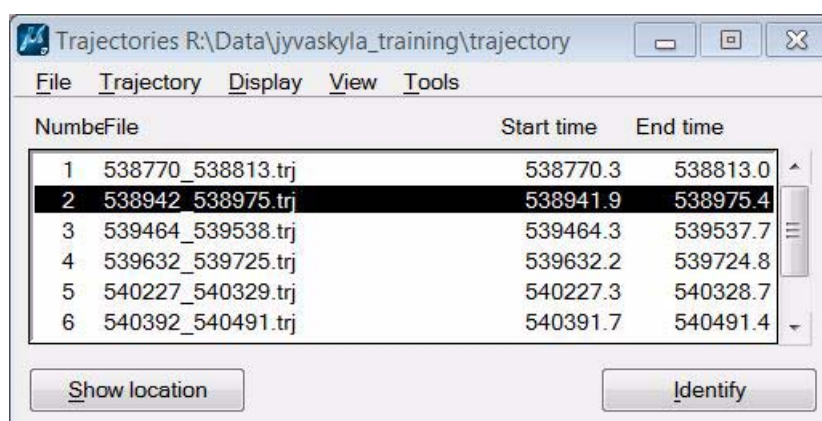 Trajectories R:\Data\jyvaskyla_training\trajectory
File Trajectory Display View Tools
NumbeFile Start time End time
1 538770_538813.trj 538770.3 538813.0
2 538942_538975.trj 538941.9 538975.4
3 539464_539538.trj 539464.3 539537.7
4 539632_539725.trj 539632.2 539724.8
5 540227_540329.trj 540227.3 540328.7
6 540392_540491.trj 540391.7 540491.4
Show location Identify